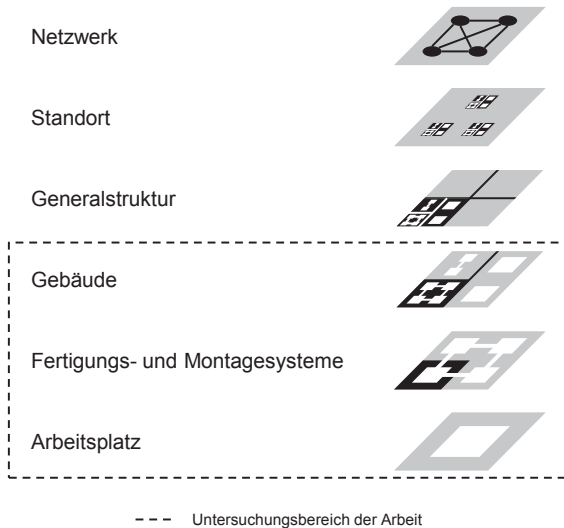 Netzwerk
Standort
Generalstruktur
Gebäude
Fertigungs- und Montagesysteme
Arbeitsplatz
Untersuchungsbereich der Arbeit